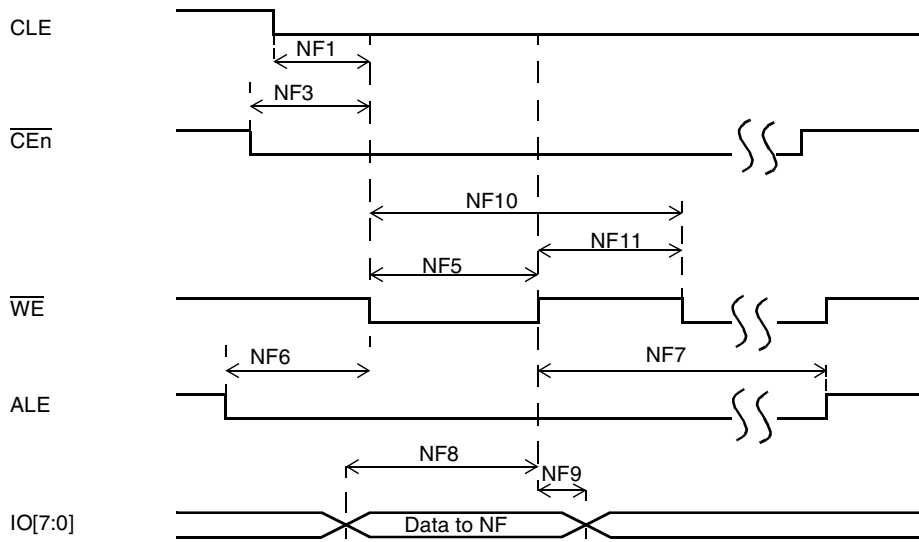 CLE
NF1
NF3
CEn
NF10
NF11
NF5
WE
NF6
NF7
ALE
NF8
NF9
IO[7:0]
Data to NF